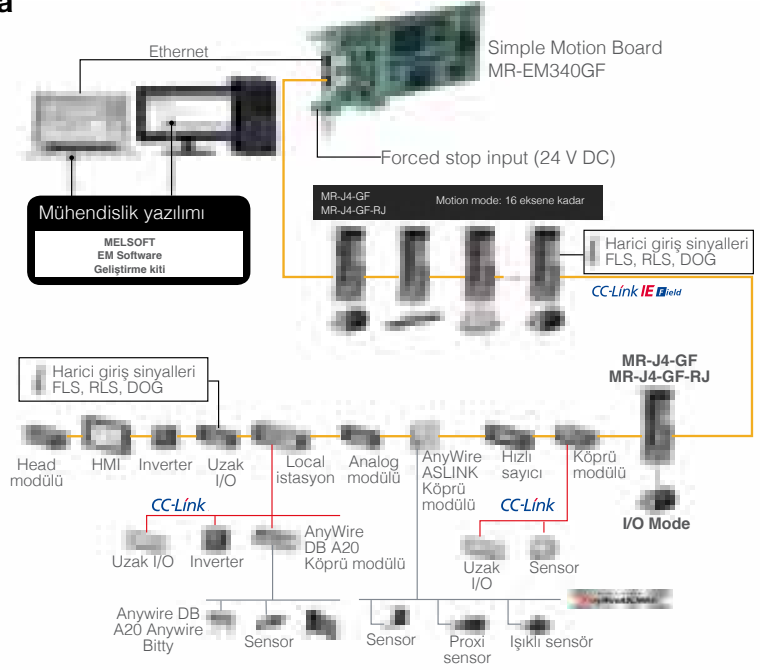 a
Ethernet
Simple Motion Board
MR-EM340GF
Forced stop input (24 V DC)
Mühendislik yazılımı
MELSOFT
EM Software
Geliştirme kiti
MR-J4-GF
MR-J4-GF-RJ
Motion mode: 16 eksene kadar
Harici giriş sinyalleri
FLS, RLS, DOĞ
CC-Link IE Field
MR-J4-GF
MR-J4-GF-RJ
Harici giriş sinyalleri
FLS, RLS, DOĞ
Head
modülü
HMI
Inverter
Uzak
I/O
Local
istasyon
Analog
modülü
AnyWire
ASLINK
Köprü
modülü
Hızlı
sayıcı
Köprü
modülü
I/O Mode
CC-Link
CC-Link
Uzak I/O
Inverter
AnyWire
DB A20
Köprü modülü
Uzak
I/O
Sensor
Anywire DB
A20 Anywire
Bitty
Sensor
Sensor
Proxi
sensor
Işıklı sensör